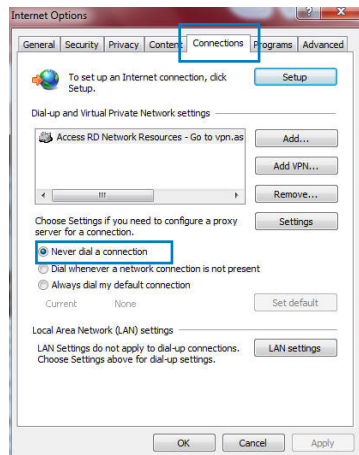 Internet Options
General Security Privacy Content Connections Programs Advanced
To set up an Internet connection, click
Setup.
Setup
Dial-up and Virtual Private Network settings
Access RD Network Resources - Go to vpn.as
Add...
Add VPN...
Remove...
Choose Settings if you need to configure a proxy
server for a connection.
Settings
Never dial a connection
Dial whenever a network connection is not present
Always dial my default connection
Current None
Set default
Local Area Network (LAN) settings
LAN Settings do not apply to dial-up connections.
Choose Settings above for dial-up settings.
LAN settings
OK Cancel Apply